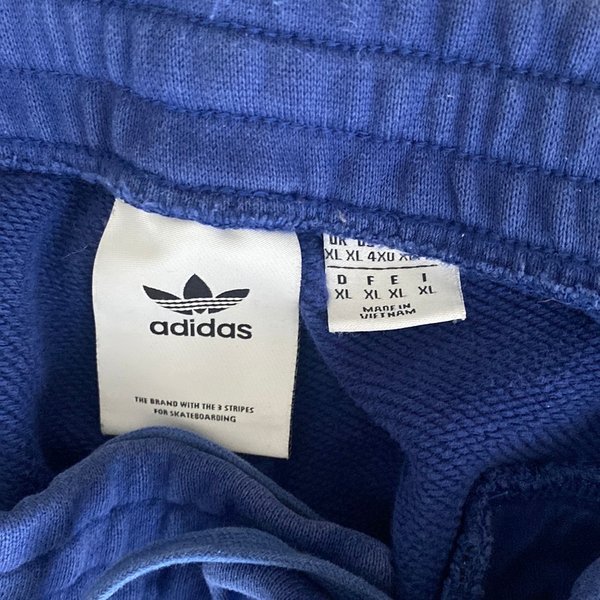 adidas
THE BRAND WITH THE 3 STRIPES
FOR SKATEBOARDING
XL XL 4XO
D F E I
XL XL XL XL
MADE IN
VIETNAM